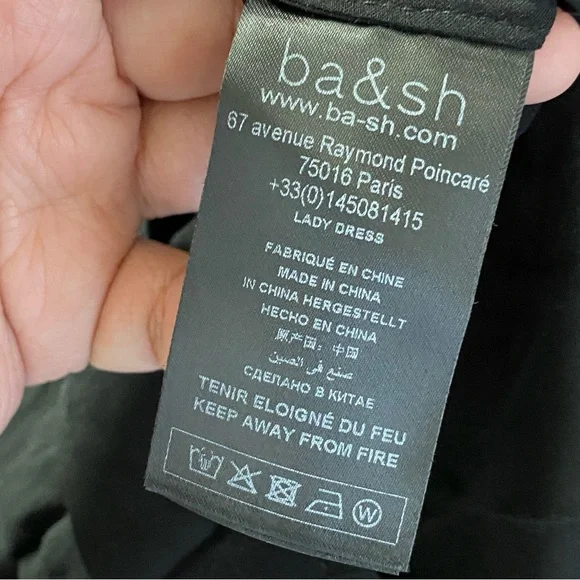 ba&sh
www.ba-sh.com
67 avenue Raymond Poincaré
75016 Paris
+33(0)145081415
LADY DRESS
FABRIQUÉ EN CHINE
MADE IN CHINA
IN CHINA HERGESTELLT
HECHO EN CHINA
原产国：中国
صنع في الصين
СДЕЛАНО В КИТАЕ
TENIR ELOIGNÉ DU FEU
KEEP AWAY FROM FIRE
W